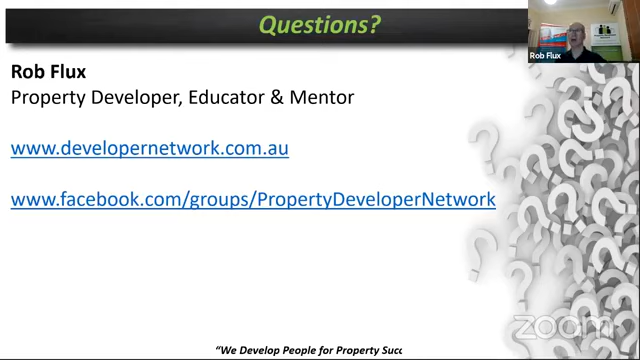 Questions?
Rob Flux
Rob Flux
Property Developer, Educator & Mentor
www.developernetwork.com.au
www.facebook.com/groups/PropertyDeveloperNetwork
zoom
“We Develop People for Property Succ